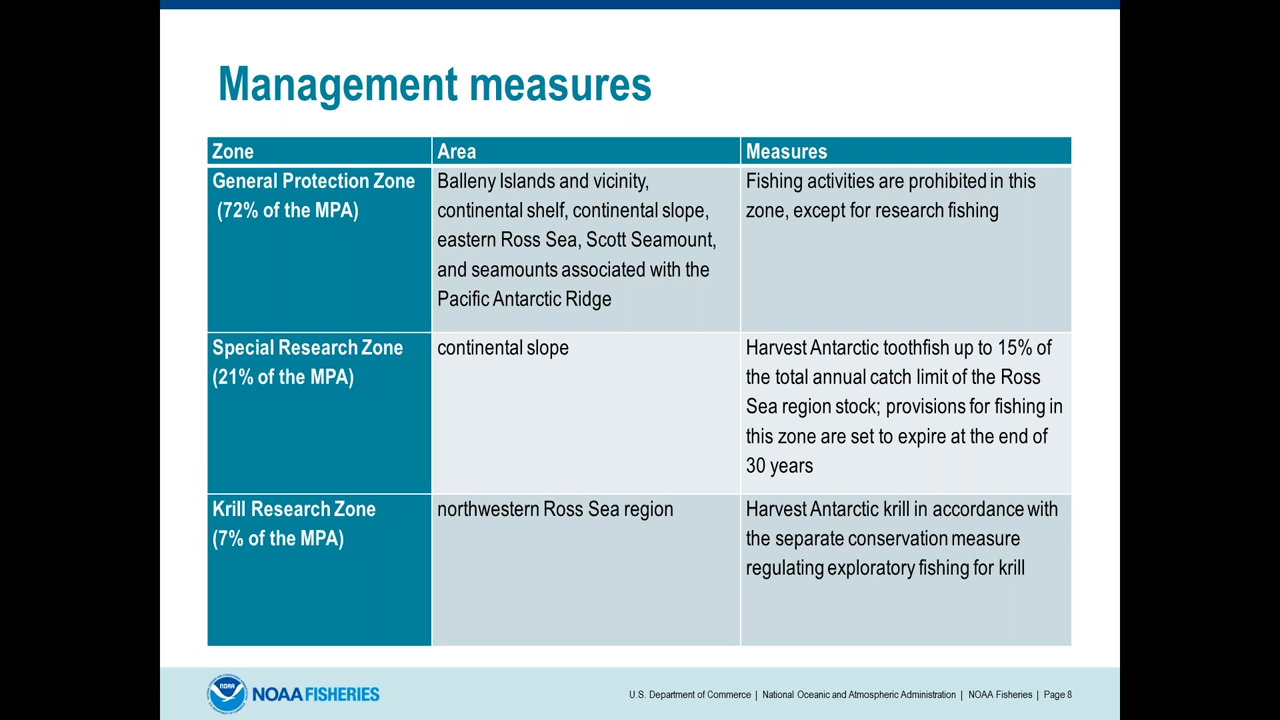 Management measures
Zone
Area
Measures
General Protection Zone
(72% of the MPA)
Balleny Islands and vicinity,
continental shelf, continental slope,
eastern Ross Sea, Scott Seamount,
and seamounts associated with the
Pacific Antarctic Ridge
Fishing activities are prohibited in this
zone, except for research fishing
Special Research Zone
(21% of the MPA)
continental slope
Harvest Antarctic toothfish up to 15% of
the total annual catch limit of the Ross
Sea region stock; provisions for fishing in
this zone are set to expire at the end of
30 years
Krill Research Zone
(7% of the MPA)
northwestern Ross Sea region
Harvest Antarctic krill in accordance with
the separate conservation measure
regulating exploratory fishing for krill
NOAA
NOAA FISHERIES
U.S. Department of Commerce | National Oceanic and Atmospheric Administration | NOAA Fisheries | Page 8